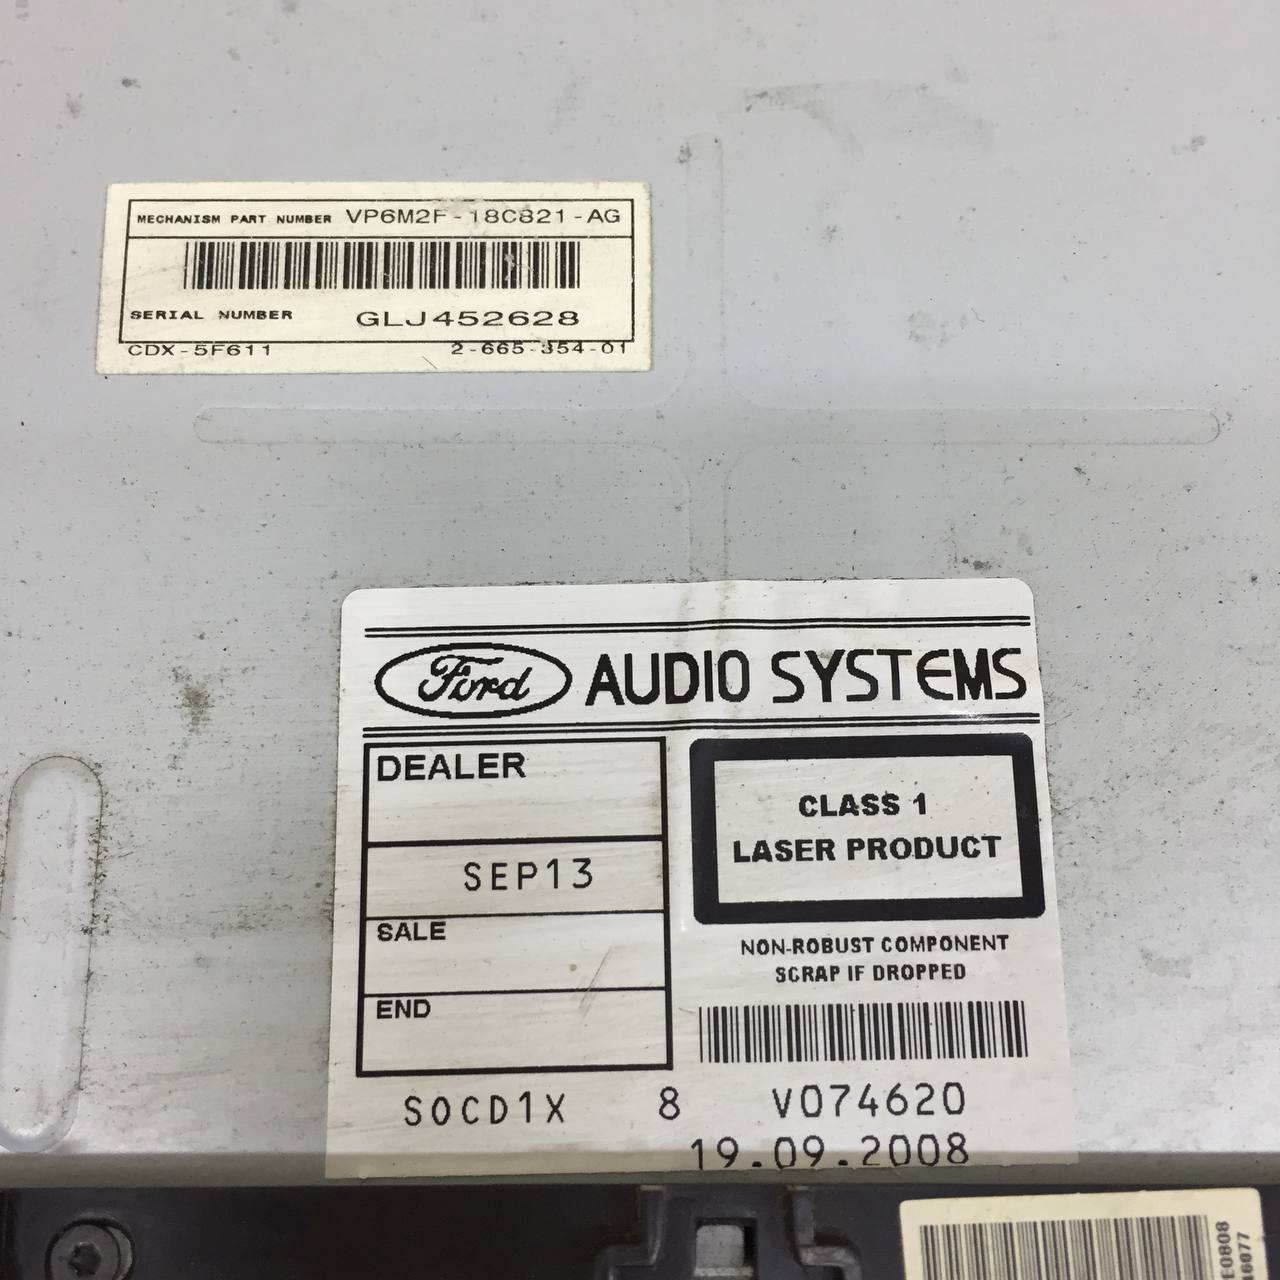 MECHANISM PART NUMBER VP6M2F-18C821-AG
SERIAL NUMBER GLJ452628
CDX-5F611 2-665-354-01
Ford AUDIO SYSTEMS
DEALER
SEP13
SALE
END
CLASS 1
LASER PRODUCT
NON-ROBUST COMPONENT
SCRAP IF DROPPED
SOCD1X 8 V074620
19.09.2008
E0808